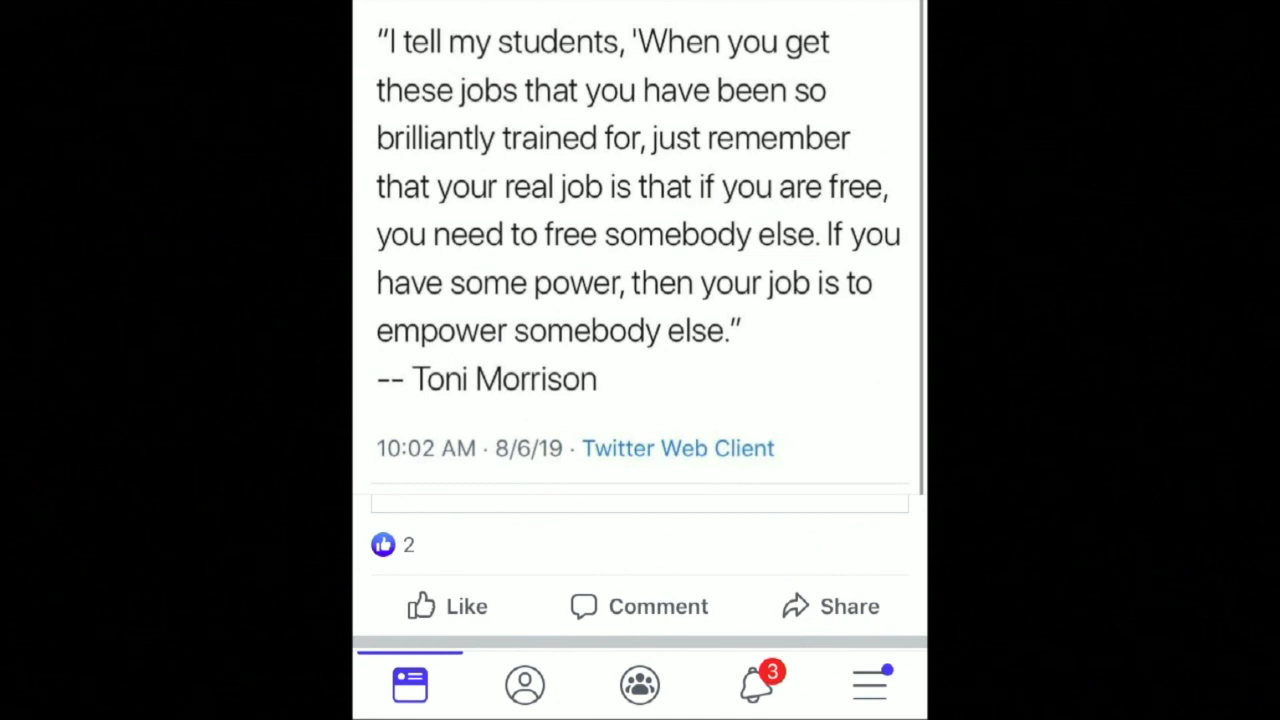 “I tell my students, 'When you get
these jobs that you have been so
brilliantly trained for, just remember
that your real job is that if you are free,
you need to free somebody else. If you
have some power, then your job is to
empower somebody else.”
-- Toni Morrison
10:02 AM · 8/6/19 · Twitter Web Client
2
Like Comment Share
3